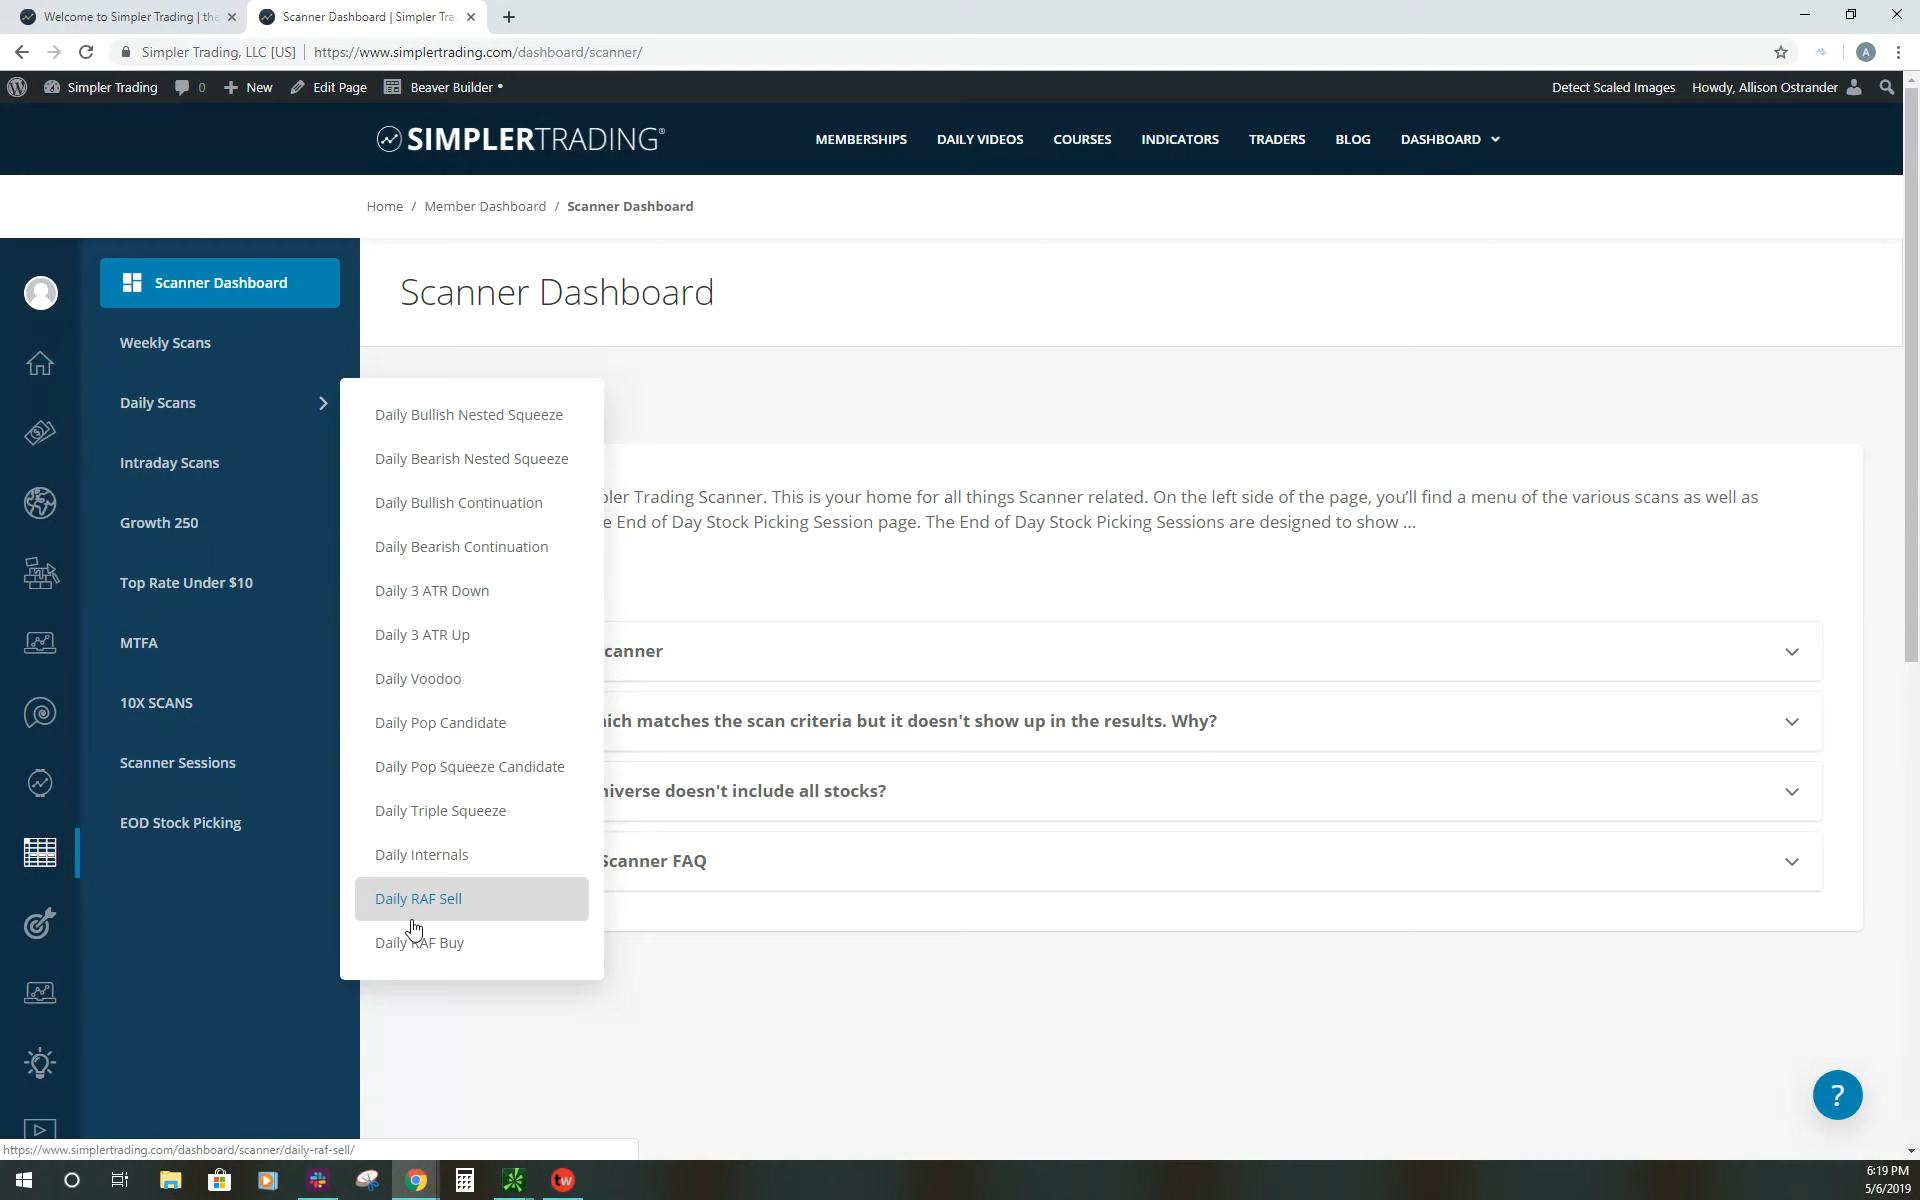 Welcome to Simpler Trading | the
Scanner Dashboard | Simpler Tra
Simpler Trading, LLC [US] | https://www.simplertrading.com/dashboard/scanner/
A
Simpler Trading 0 New Edit Page Beaver Builder
Detect Scaled Images Howdy, Allison Ostrander
SIMPLERTRADING®
MEMBERSHIPS DAILY VIDEOS COURSES INDICATORS TRADERS BLOG DASHBOARD
Home / Member Dashboard / Scanner Dashboard
Scanner Dashboard
Weekly Scans
Daily Scans
Intraday Scans
Growth 250
Top Rate Under $10
MTFA
10X SCANS
Scanner Sessions
EOD Stock Picking
Daily Bullish Nested Squeeze
Daily Bearish Nested Squeeze
Daily Bullish Continuation
Daily Bearish Continuation
Daily 3 ATR Down
Daily 3 ATR Up
Daily Voodoo
Daily Pop Candidate
Daily Pop Squeeze Candidate
Daily Triple Squeeze
Daily Internals
Daily RAF Sell
Daily RAF Buy
Scanner Dashboard
pler Trading Scanner. This is your home for all things Scanner related. On the left side of the page, you'll find a menu of the various scans as well as
e End of Day Stock Picking Session page. The End of Day Stock Picking Sessions are designed to show ...
canner
ich matches the scan criteria but it doesn't show up in the results. Why?
niverse doesn't include all stocks?
Scanner FAQ
?
https://www.simplertrading.com/dashboard/scanner/daily-raf-sell/
tw
6:19 PM
5/6/2019